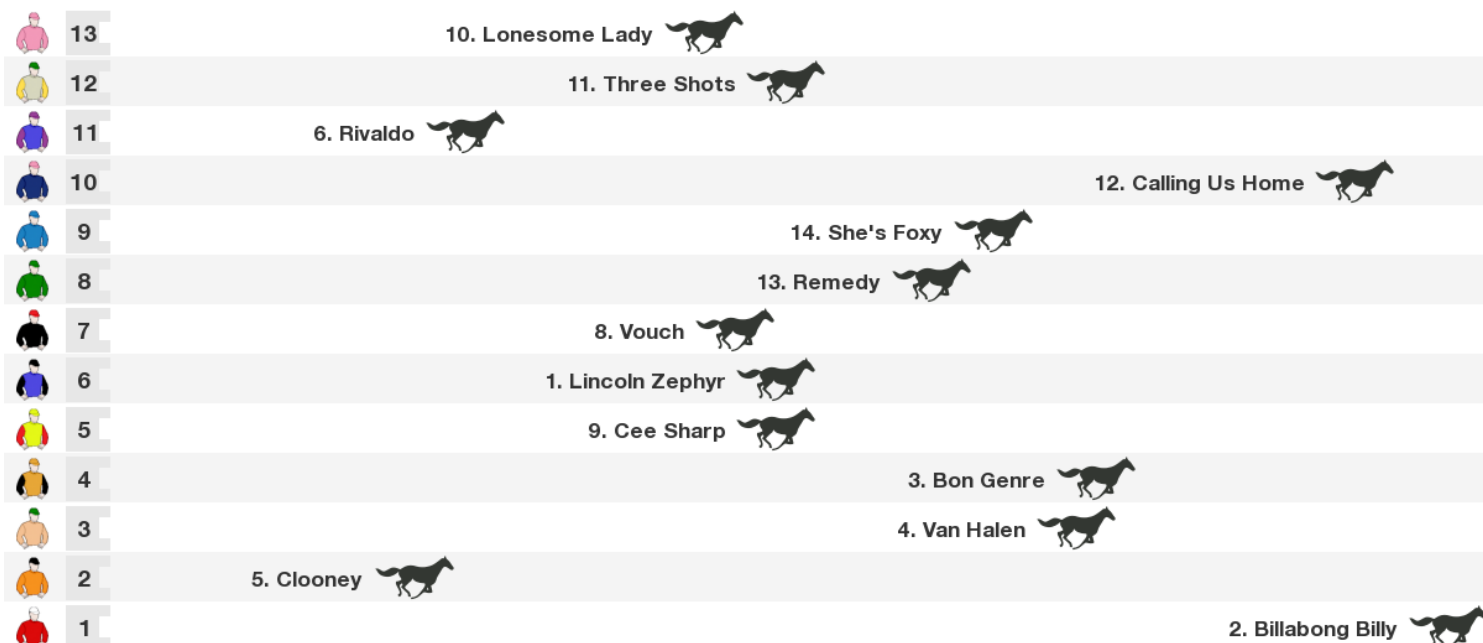 13 10. Lonesome Lady
12 11. Three Shots
11 6. Rivaldo
10 12. Calling Us Home
9 14. She's Foxy
8 13. Remedy
7 8. Vouch
6 1. Lincoln Zephyr
5 9. Cee Sharp
4 3. Bon Genre
3 4. Van Halen
2 5. Clooney
1 2. Billabong Billy